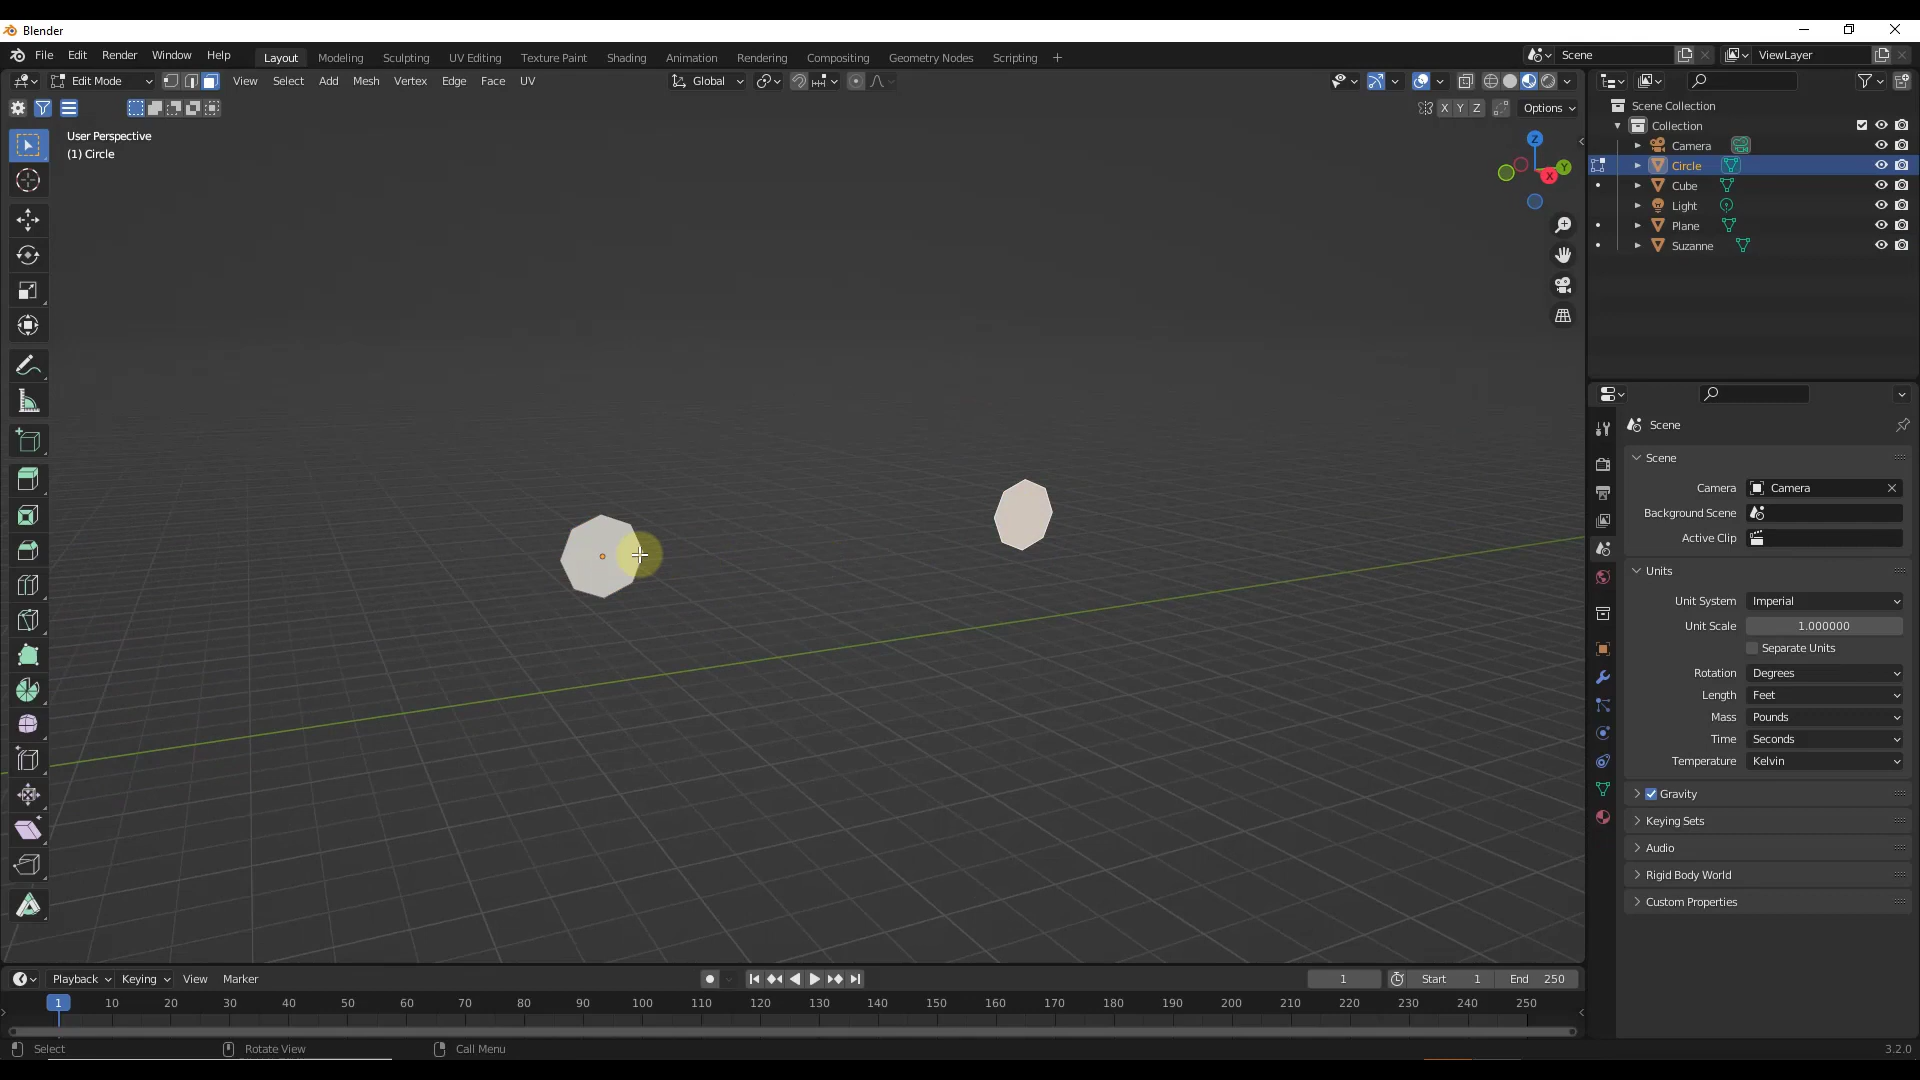 Blender
File Edit Render Window Help Layout Modeling Sculpting UV Editing Texture Paint Shading Animation Rendering Compositing Geometry Nodes Scripting + Scene ViewLayer
Edit Mode View Select Add Mesh Vertex Edge Face UV Global
X Y Z Options
User Perspective
(1) Circle
Z
Y
X
Scene Collection
Collection
Camera
Circle
Cube
Light
Plane
Suzanne
Scene
Scene
Camera Camera
Background Scene
Active Clip
Units
Unit System Imperial
Unit Scale 1.000000
Separate Units
Rotation Degrees
Length Feet
Mass Pounds
Time Seconds
Temperature Kelvin
Gravity
Keying Sets
Audio
Rigid Body World
Custom Properties
Playback Keying View Marker 1 Start 1 End 250
1 10 20 30 40 50 60 70 80 90 100 110 120 130 140 150 160 170 180 190 200 210 220 230 240 250
Select Rotate View Call Menu 3.2.0